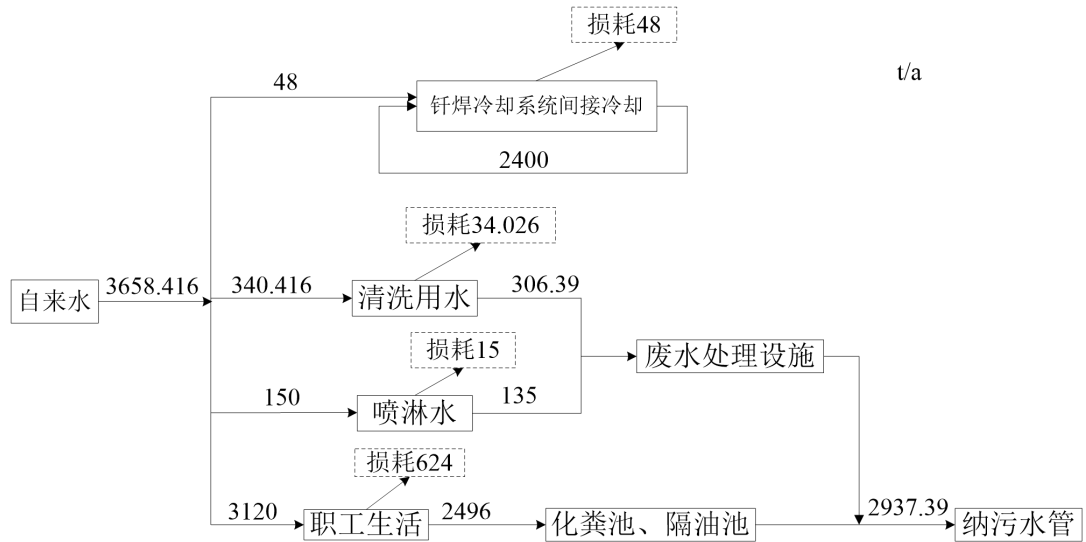 损耗48
t/a
48
钎焊冷却系统间接冷却
2400
损耗34.026
自来水
3658.416
340.416
清洗用水
306.39
损耗15
废水处理设施
150
喷淋水
135
损耗624
3120
职工生活
2496
化粪池、隔油池
2937.39
纳污水管